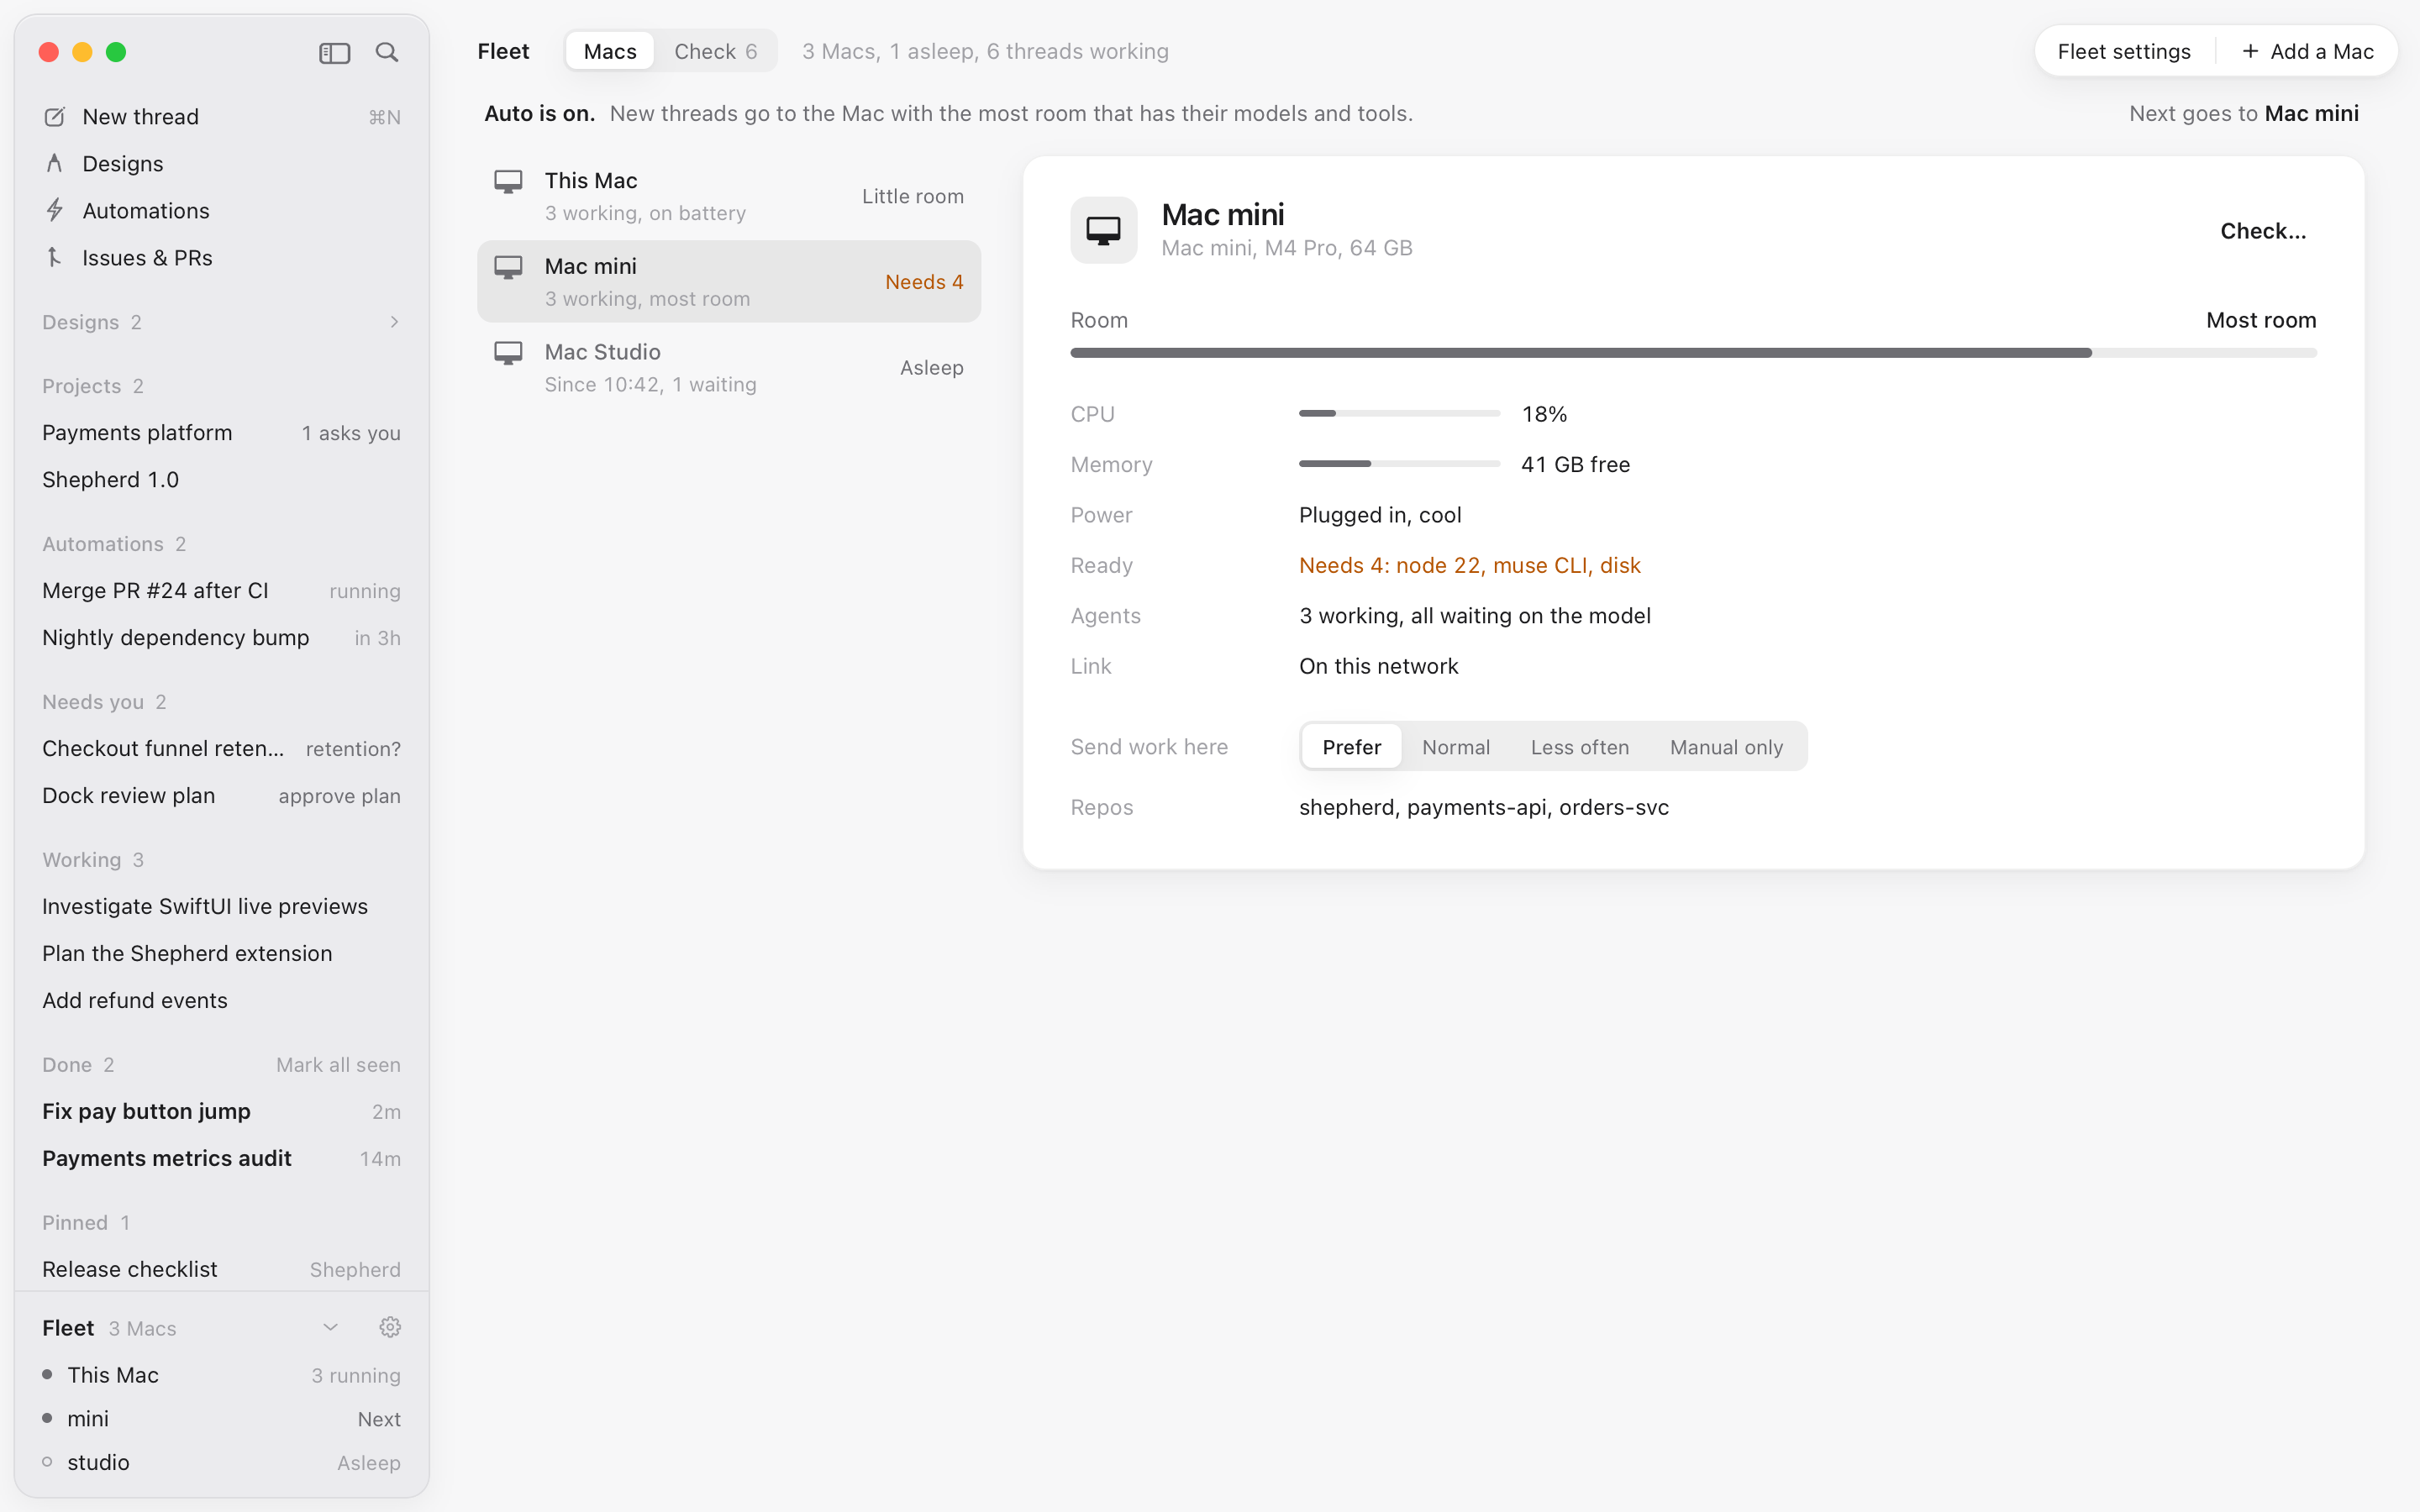 New thread ⌘N
Designs
Automations
Issues & PRs
Designs 2
Projects 2
Payments platform 1 asks you
Shepherd 1.0
Automations 2
Merge PR #24 after CI running
Nightly dependency bump in 3h
Needs you 2
Checkout funnel reten... retention?
Dock review plan approve plan
Working 3
Investigate SwiftUI live previews
Plan the Shepherd extension
Add refund events
Done 2 Mark all seen
Fix pay button jump 2m
Payments metrics audit 14m
Pinned 1
Release checklist Shepherd
Fleet 3 Macs
This Mac 3 running
mini Next
studio Asleep
Fleet Macs Check 6 3 Macs, 1 asleep, 6 threads working Fleet settings + Add a Mac
Auto is on. New threads go to the Mac with the most room that has their models and tools. Next goes to Mac mini
This Mac
3 working, on battery
Little room
Mac mini
3 working, most room
Needs 4
Mac Studio
Since 10:42, 1 waiting
Asleep
Mac mini
Mac mini, M4 Pro, 64 GB
Check...
Room Most room
CPU 18%
Memory 41 GB free
Power Plugged in, cool
Ready Needs 4: node 22, muse CLI, disk
Agents 3 working, all waiting on the model
Link On this network
Send work here Prefer Normal Less often Manual only
Repos shepherd, payments-api, orders-svc